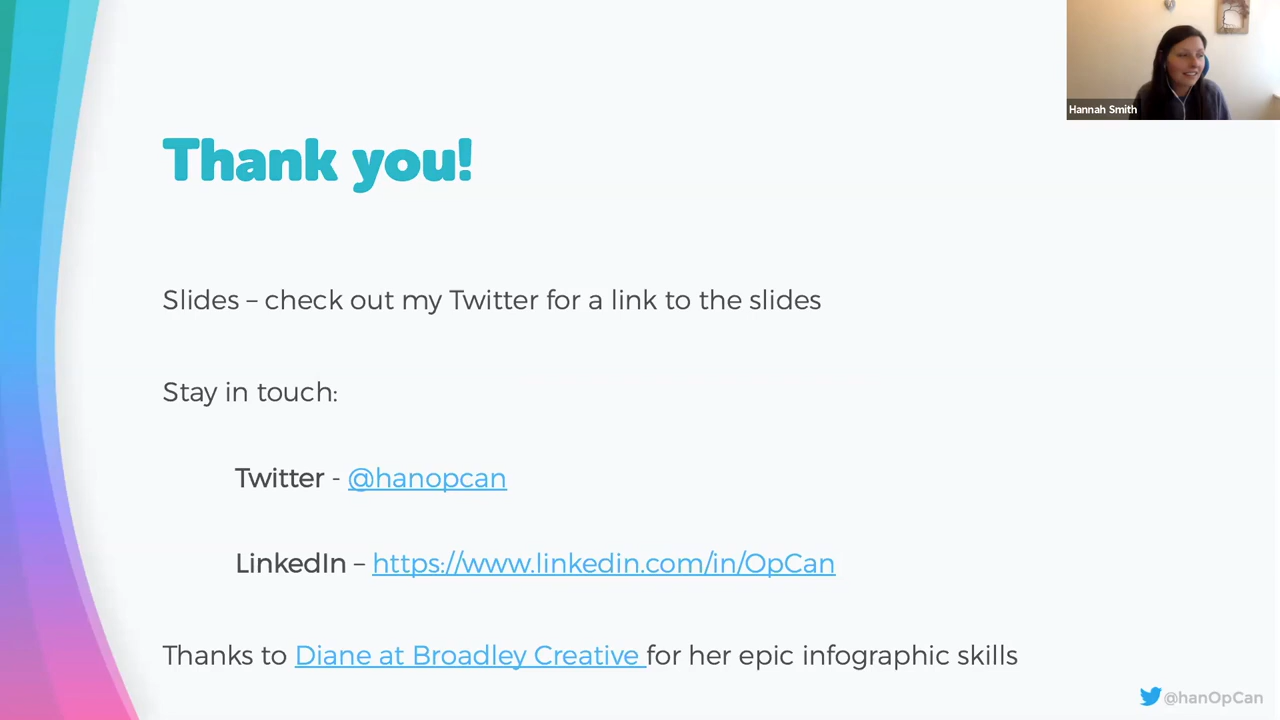 Hannah Smith
Thank you!
Slides – check out my Twitter for a link to the slides
Stay in touch:
Twitter - @hanopcan
LinkedIn – https://www.linkedin.com/in/OpCan
Thanks to Diane at Broadley Creative for her epic infographic skills
@hanOpCan